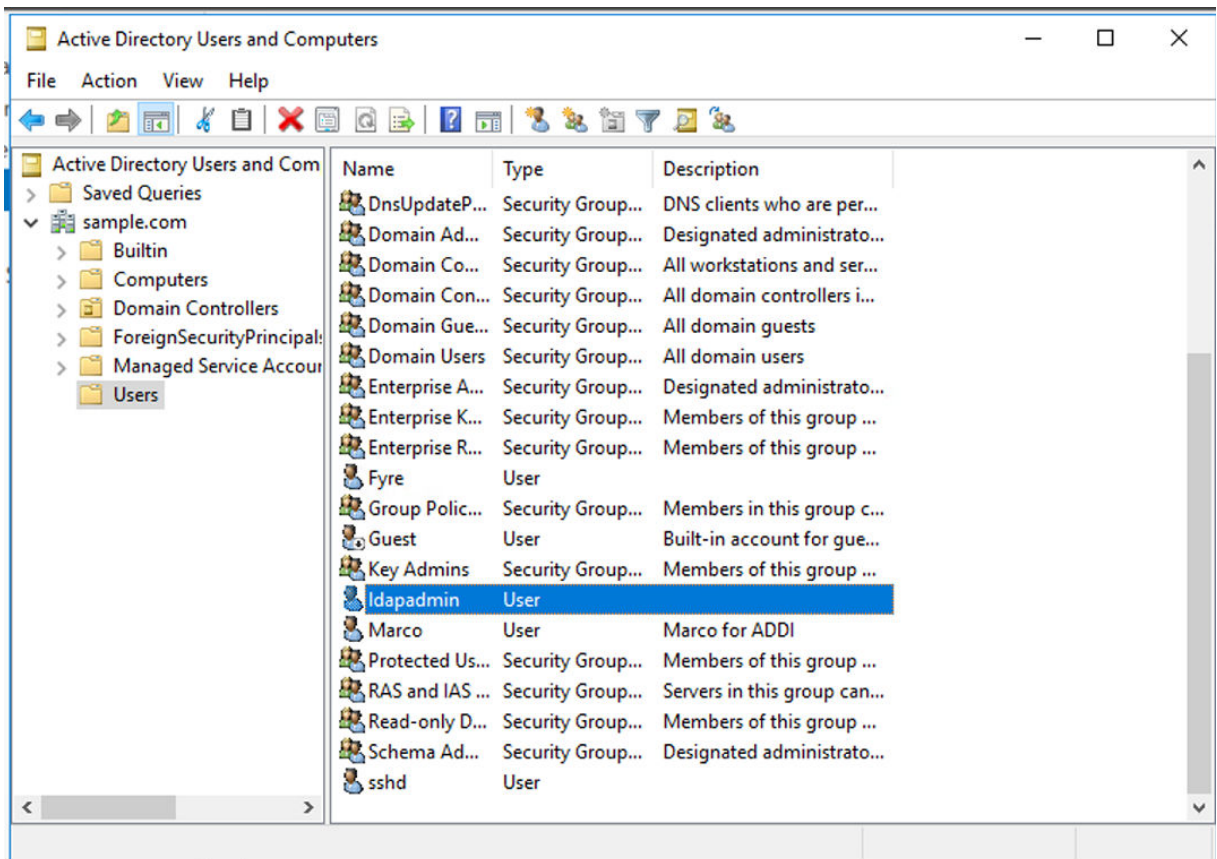 Active Directory Users and Computers
File Action View Help
Active Directory Users and Com
Saved Queries
sample.com
Builtin
Computers
Domain Controllers
ForeignSecurityPrincipals
Managed Service Accour
Users
Name Type Description
DnsUpdateP... Security Group... DNS clients who are per...
Domain Ad... Security Group... Designated administrato...
Domain Co... Security Group... All workstations and ser...
Domain Con... Security Group... All domain controllers i...
Domain Gue... Security Group... All domain guests
Domain Users Security Group... All domain users
Enterprise A... Security Group... Designated administrato...
Enterprise K... Security Group... Members of this group ...
Enterprise R... Security Group... Members of this group ...
Fyre User
Group Polic... Security Group... Members in this group c...
Guest User Built-in account for gue...
Key Admins Security Group... Members of this group ...
ldapadmin User
Marco User Marco for ADDI
Protected Us... Security Group... Members of this group ...
RAS and IAS ... Security Group... Servers in this group can...
Read-only D... Security Group... Members of this group ...
Schema Ad... Security Group... Designated administrato...
sshd User